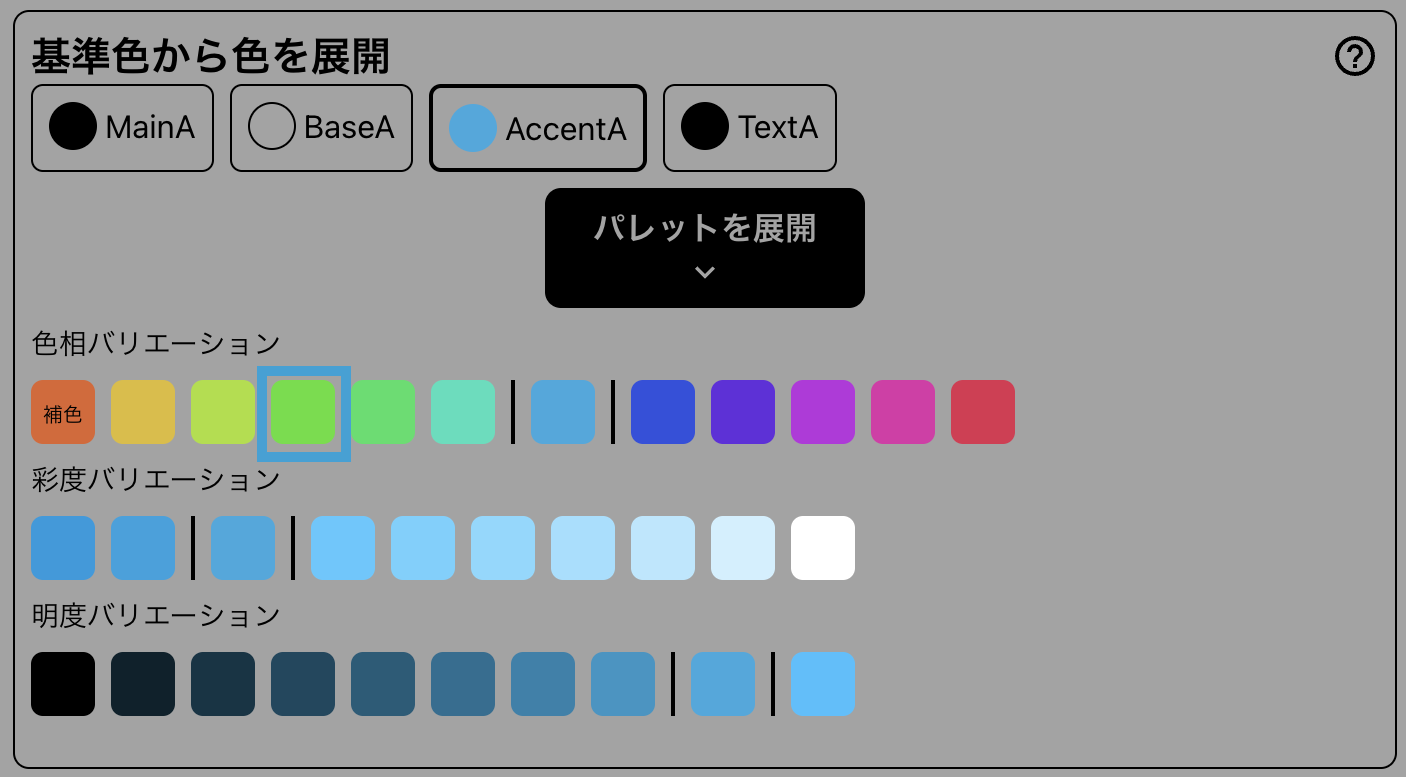 基準色から色を展開
MainA
BaseA
AccentA
TextA
パレットを展開
色相バリエーション
補色
彩度バリエーション
明度バリエーション